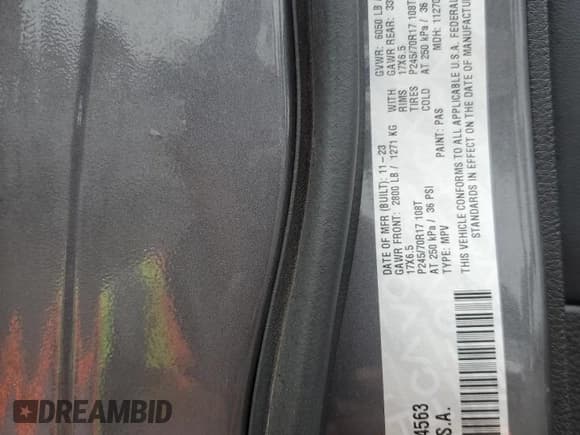 DATE OF MFR (BUILT): 11-23
GVWR: 6050 LB
GAWR FRONT: 2800 LB / 1271 KG WITH
GAWR REAR: 33
17X6.5 RIMS 17X6.5
P245/70R17 108T TIRES P245/70R17 108T
AT 250 kPa / 36 PSI COLD AT 250 kPa / 36
TYPE: MPV PAINT: PAS MDH: 1127
THIS VEHICLE CONFORMS TO ALL APPLICABLE U.S.A. FEDERAL
STANDARDS IN EFFECT ON THE DATE OF MANUFACTUR
4563
S.A.
DREAMBID